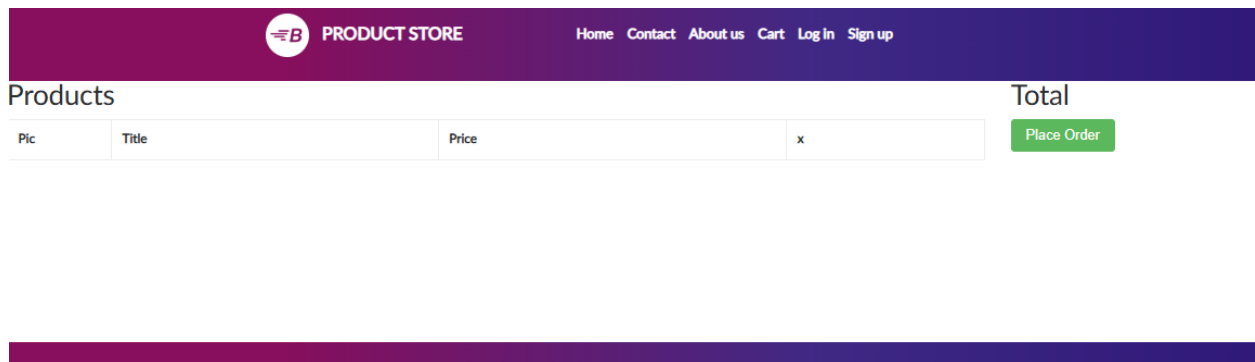 B PRODUCT STORE Home Contact About us Cart Log in Sign up
Products
Pic Title Price x
Total
Place Order